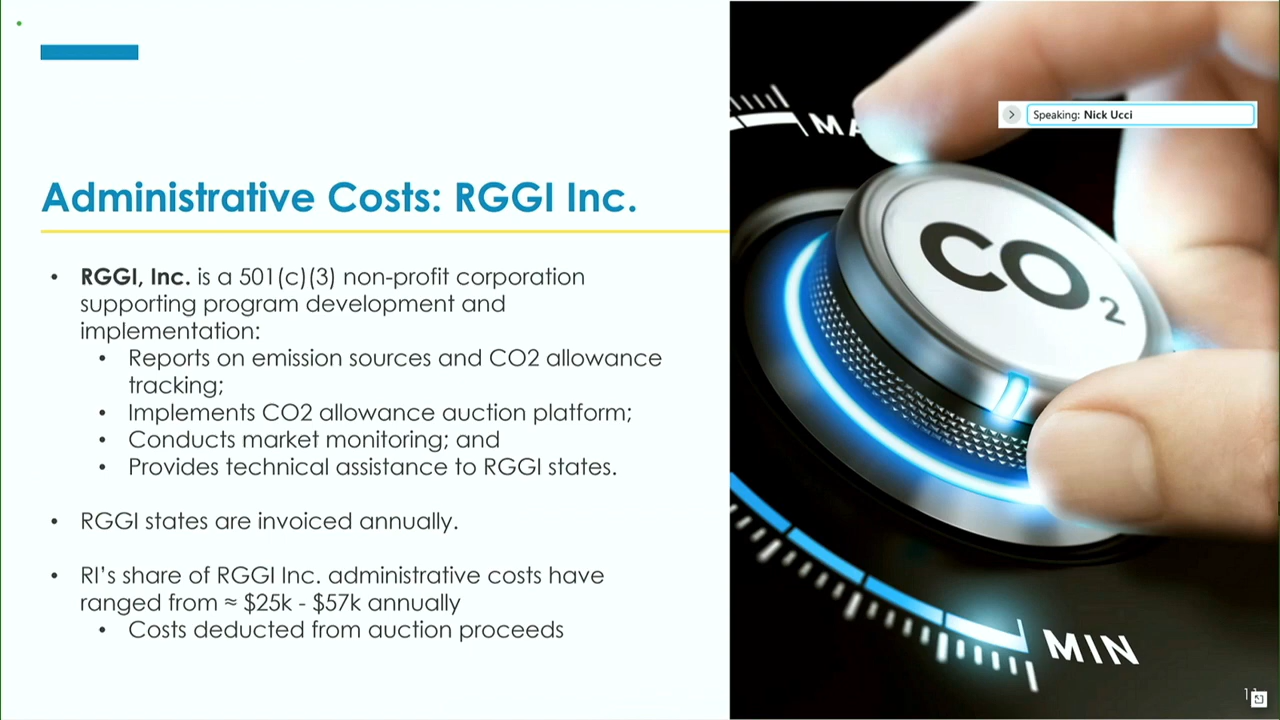 Speaking: Nick Ucci
Administrative Costs: RGGI Inc.
• RGGI, Inc. is a 501(c)(3) non-profit corporation
supporting program development and
implementation:
• Reports on emission sources and CO2 allowance
tracking;
• Implements CO2 allowance auction platform;
• Conducts market monitoring; and
• Provides technical assistance to RGGI states.
• RGGI states are invoiced annually.
• RI's share of RGGI Inc. administrative costs have
ranged from ≈ $25k - $57k annually
• Costs deducted from auction proceeds
CO2
MIN